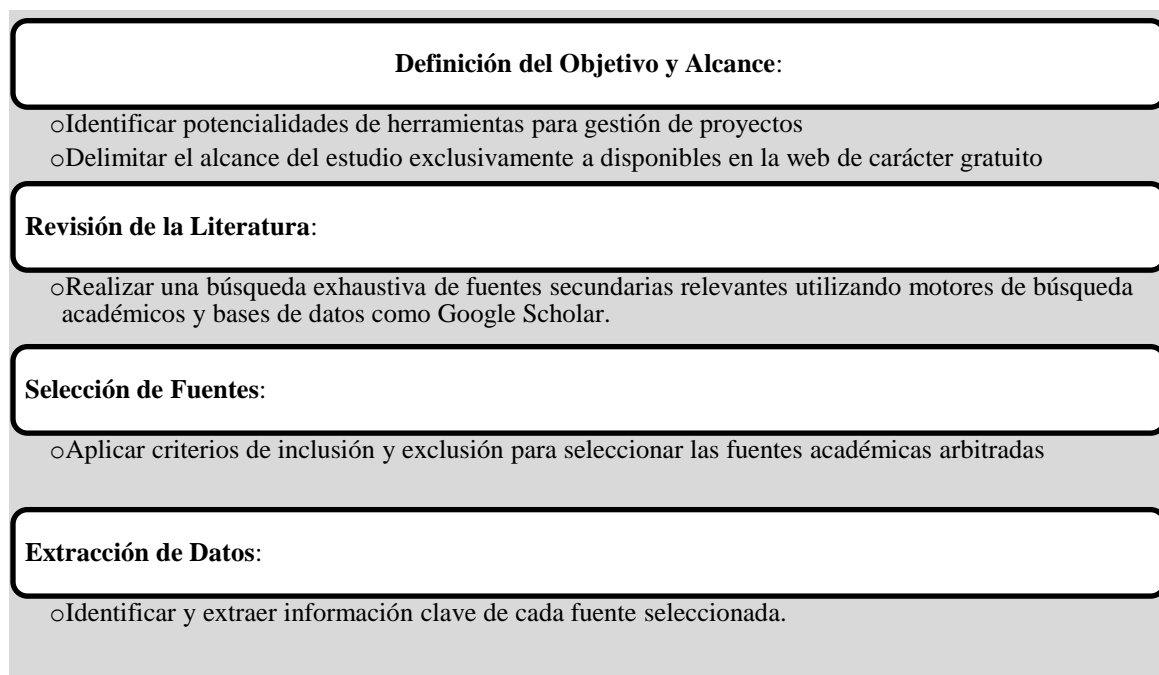 Definición del Objetivo y Alcance:
oIdentificar potencialidades de herramientas para gestión de proyectos
oDelimitar el alcance del estudio exclusivamente a disponibles en la web de carácter gratuito
Revisión de la Literatura:
oRealizar una búsqueda exhaustiva de fuentes secundarias relevantes utilizando motores de búsqueda
académicos y bases de datos como Google Scholar.
Selección de Fuentes:
oAplicar criterios de inclusión y exclusión para seleccionar las fuentes académicas arbitradas
Extracción de Datos:
oIdentificar y extraer información clave de cada fuente seleccionada.